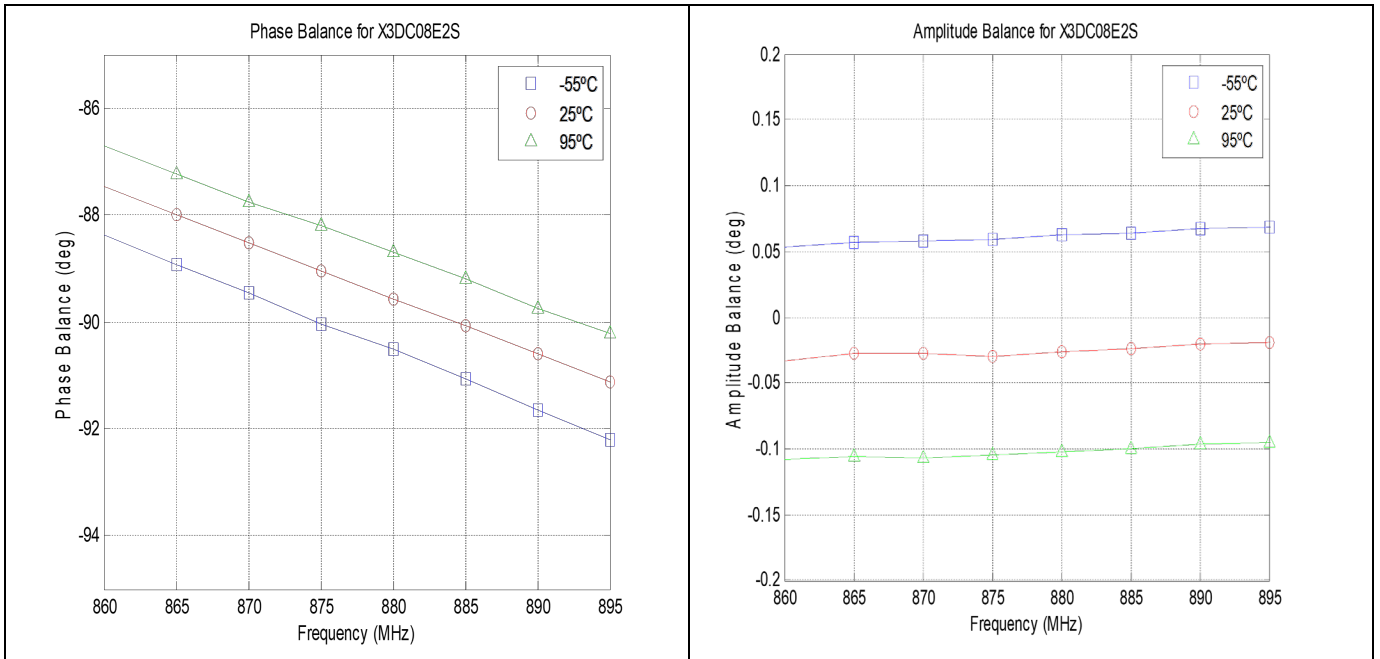 Phase Balance for X3DC08E2S
-55ºC
25ºC
95ºC
-86
-88
-90
-92
-94
Phase Balance (deg)
860 865 870 875 880 885 890 895
Frequency (MHz)
Amplitude Balance for X3DC08E2S
-55ºC
25ºC
95ºC
0.2
0.15
0.1
0.05
0
-0.05
-0.1
-0.15
-0.2
Amplitude Balance (deg)
860 865 870 875 880 885 890 895
Frequency (MHz)